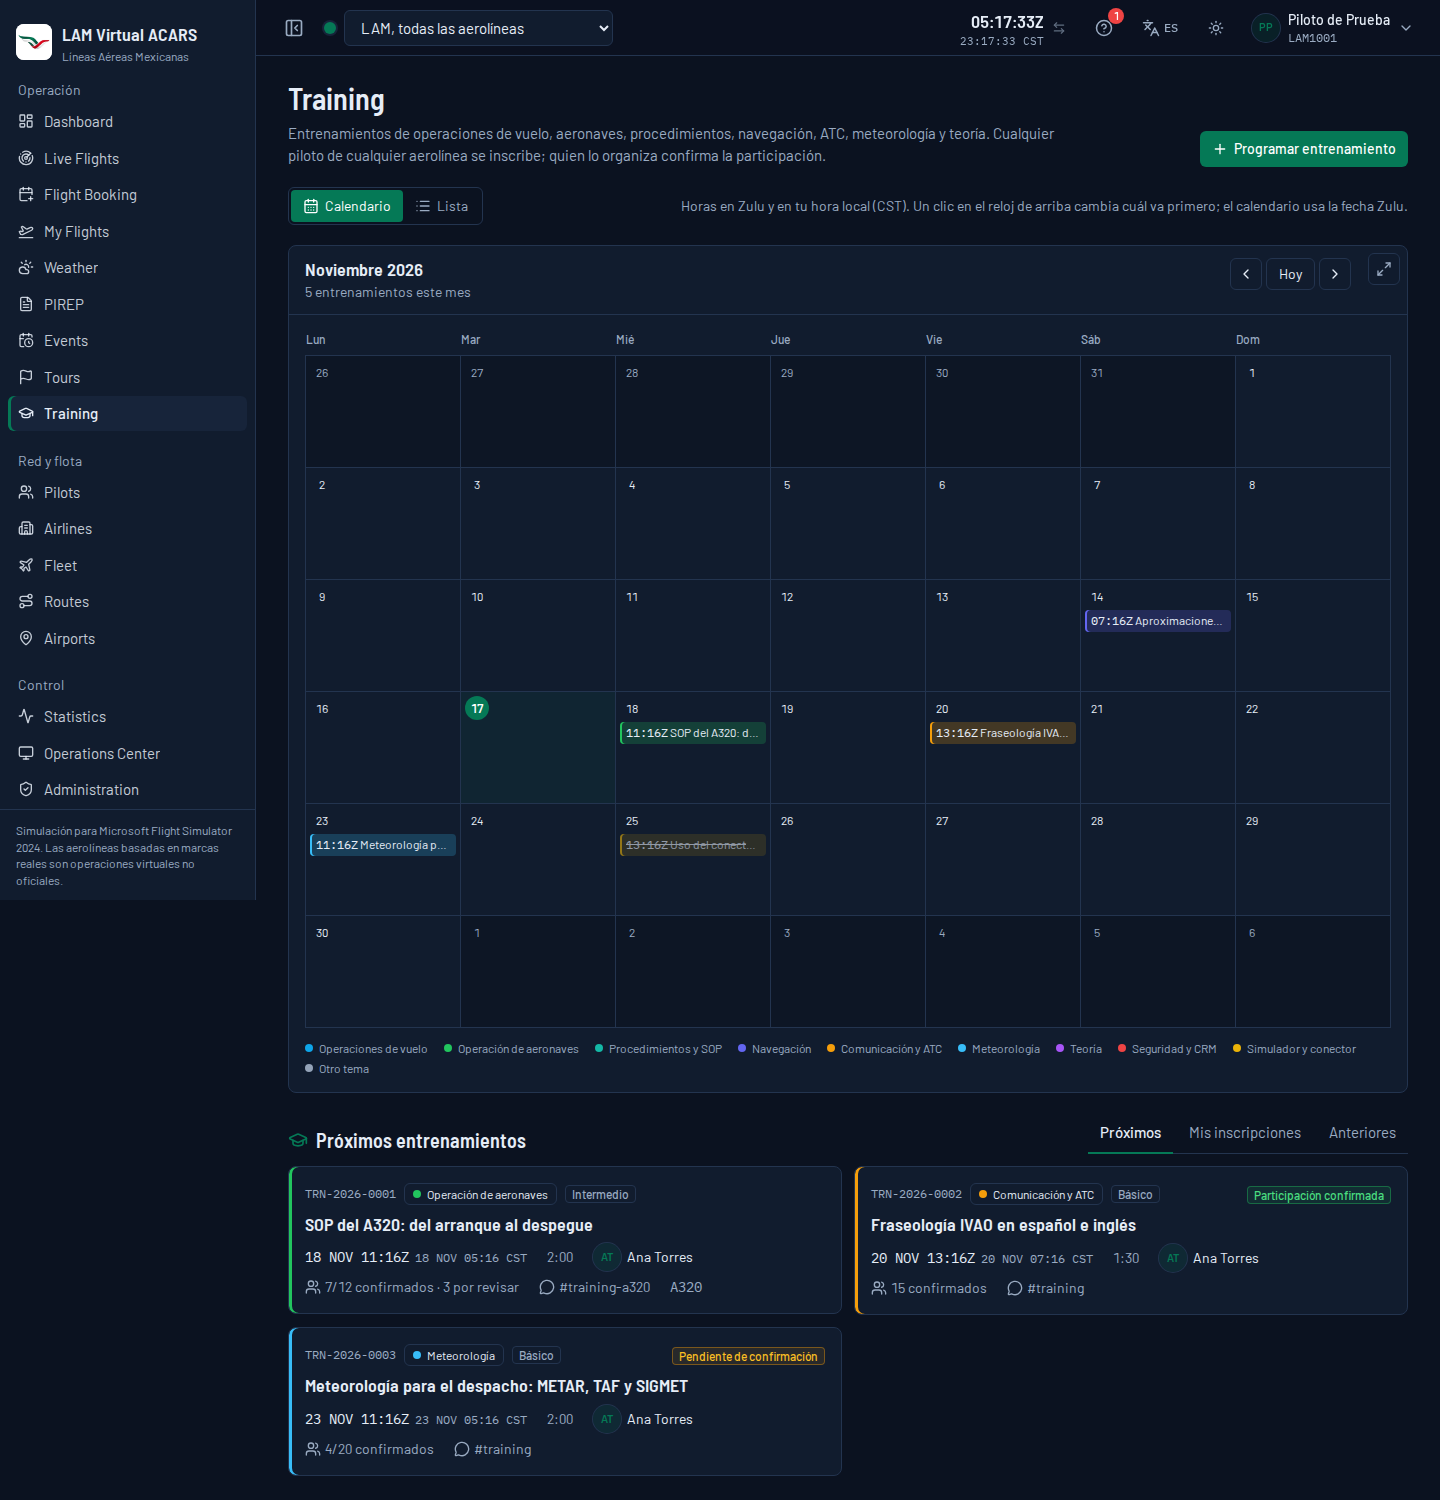 LAM Virtual ACARS
Líneas Aéreas Mexicanas
Operación
Dashboard
Live Flights
Flight Booking
My Flights
Weather
PIREP
Events
Tours
Training
Red y flota
Pilots
Airlines
Fleet
Routes
Airports
Control
Statistics
Operations Center
Administration
Simulación para Microsoft Flight Simulator
2024. Las aerolíneas basadas en marcas
reales son operaciones virtuales no
oficiales.
LAM, todas las aerolíneas
05:17:33Z
23:17:33 CST
1
ES
PP
Piloto de Prueba
LAM1001
Training
Entrenamientos de operaciones de vuelo, aeronaves, procedimientos, navegación, ATC, meteorología y teoría. Cualquier
piloto de cualquier aerolínea se inscribe; quien lo organiza confirma la participación.
Programar entrenamiento
Calendario
Lista
Horas en Zulu y en tu hora local (CST). Un clic en el reloj de arriba cambia cuál va primero; el calendario usa la fecha Zulu.
Noviembre 2026
5 entrenamientos este mes
Hoy
Lun Mar Mié Jue Vie Sáb Dom
26 27 28 29 30 31 1
2 3 4 5 6 7 8
9 10 11 12 13 14 15
07:16Z Aproximacione...
16 17 18 19 20 21 22
11:16Z SOP del A320: d...
13:16Z Fraseología IVA...
23 24 25 26 27 28 29
11:16Z Meteorología p...
13:16Z Uso del conect...
30 1 2 3 4 5 6
Operaciones de vuelo Operación de aeronaves Procedimientos y SOP Navegación Comunicación y ATC Meteorología Teoría Seguridad y CRM Simulador y conector
Otro tema
Próximos entrenamientos
Próximos Mis inscripciones Anteriores
TRN-2026-0001 Operación de aeronaves Intermedio
SOP del A320: del arranque al despegue
18 NOV 11:16Z 18 NOV 05:16 CST 2:00 AT Ana Torres
7/12 confirmados · 3 por revisar #training-a320 A320
TRN-2026-0002 Comunicación y ATC Básico Participación confirmada
Fraseología IVAO en español e inglés
20 NOV 13:16Z 20 NOV 07:16 CST 1:30 AT Ana Torres
15 confirmados #training
TRN-2026-0003 Meteorología Básico Pendiente de confirmación
Meteorología para el despacho: METAR, TAF y SIGMET
23 NOV 11:16Z 23 NOV 05:16 CST 2:00 AT Ana Torres
4/20 confirmados #training